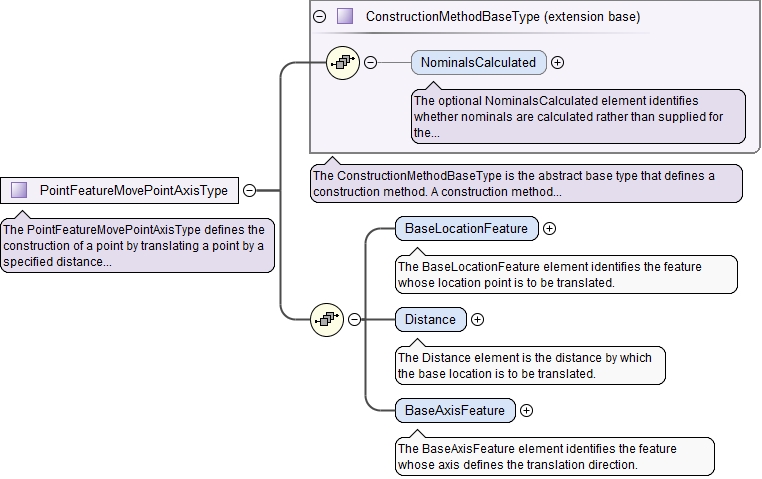 ConstructionMethodBaseType (extension base)
NominalsCalculated
The optional NominalsCalculated element identifies
whether nominals are calculated rather than supplied for
the...
The ConstructionMethodBaseType is the abstract base type that defines a
construction method. A construction method...
PointFeatureMovePointAxisType
The PointFeatureMovePointAxisType defines the
construction of a point by translating a point by a
specified distance...
BaseLocationFeature
The BaseLocationFeature element identifies the feature
whose location point is to be translated.
Distance
The Distance element is the distance by which
the base location is to be translated.
BaseAxisFeature
The BaseAxisFeature element identifies the feature
whose axis defines the translation direction.